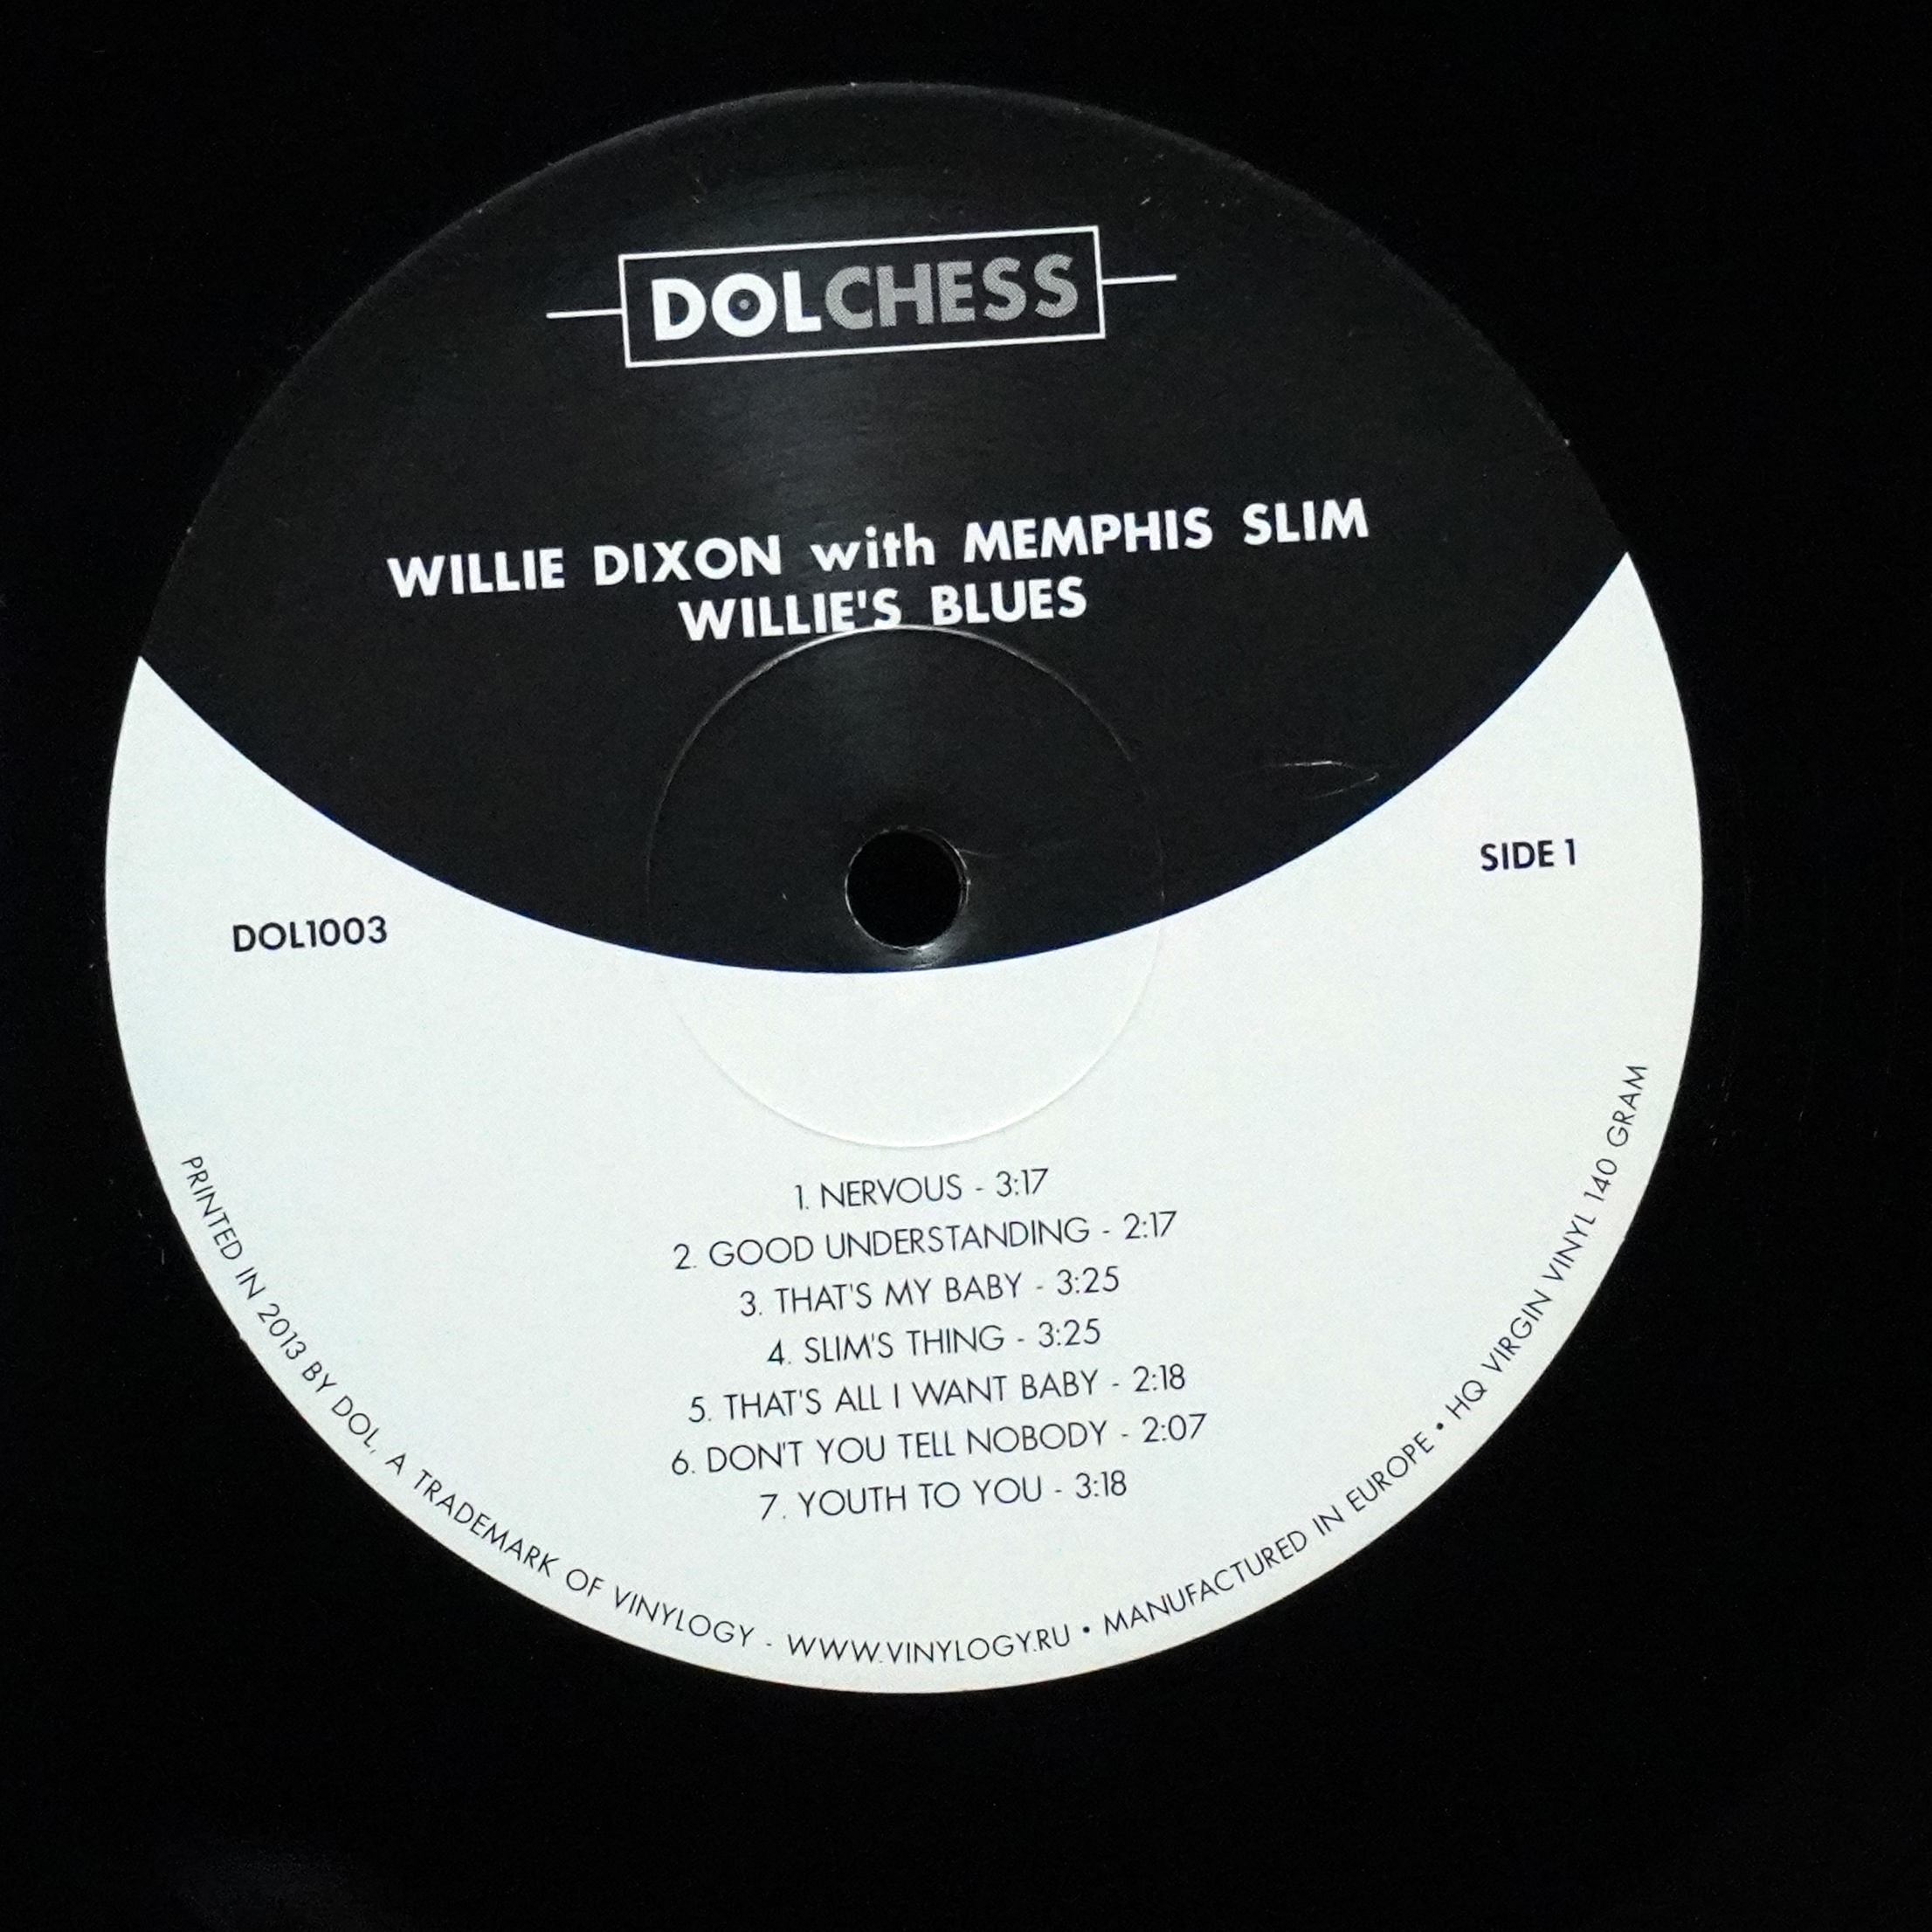 DOLCHESS
WILLIE DIXON with MEMPHIS SLIM
WILLIE'S BLUES
SIDE 1
DOL1003
1. NERVOUS - 3:17
2. GOOD UNDERSTANDING - 2:17
3. THAT'S MY BABY - 3:25
4. SLIM'S THING - 3:25
5. THAT'S ALL I WANT BABY - 2:18
6. DON'T YOU TELL NOBODY - 2:07
7. YOUTH TO YOU - 3:18
PRINTED IN 2013 BY DOL, A TRADEMARK OF VINYLOGY - WWW.VINYLOGY.RU • MANUFACTURED IN EUROPE • HQ VIRGIN VINYL 140 GRAM